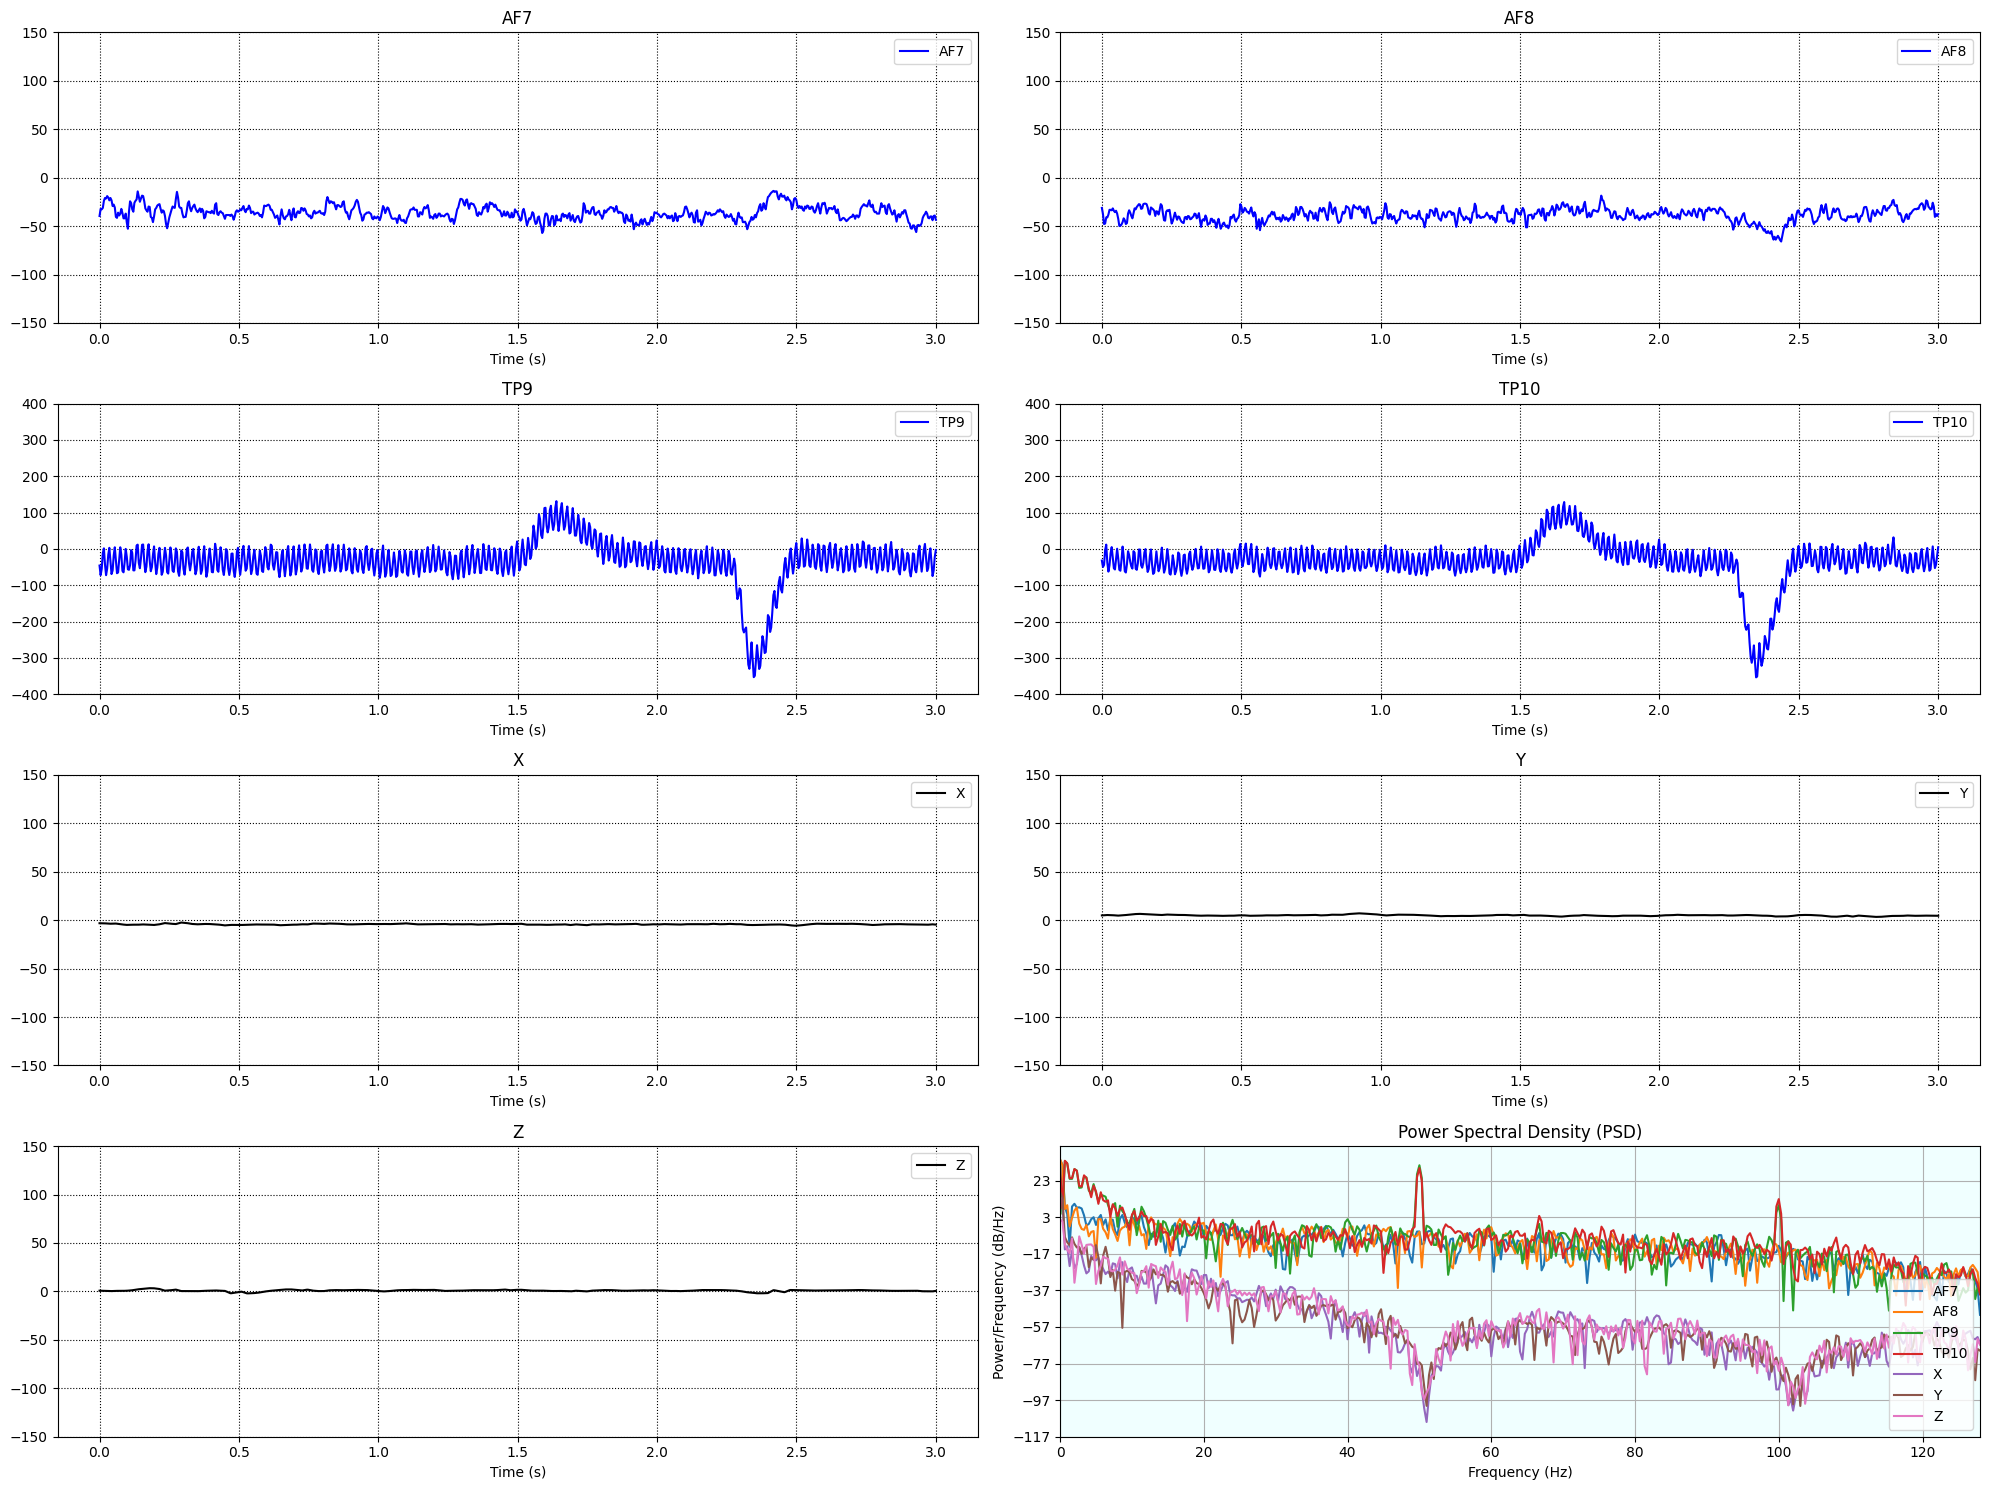 AF7
150
100
50
0
−50
−100
−150
AF7
0.0 0.5 1.0 1.5 2.0 2.5 3.0
Time (s)
AF8
150
100
50
0
−50
−100
−150
AF8
0.0 0.5 1.0 1.5 2.0 2.5 3.0
Time (s)
TP9
400
300
200
100
0
−100
−200
−300
−400
TP9
0.0 0.5 1.0 1.5 2.0 2.5 3.0
Time (s)
TP10
400
300
200
100
0
−100
−200
−300
−400
TP10
0.0 0.5 1.0 1.5 2.0 2.5 3.0
Time (s)
X
150
100
50
0
−50
−100
−150
X
0.0 0.5 1.0 1.5 2.0 2.5 3.0
Time (s)
Y
150
100
50
0
−50
−100
−150
Y
0.0 0.5 1.0 1.5 2.0 2.5 3.0
Time (s)
Z
150
100
50
0
−50
−100
−150
Z
0.0 0.5 1.0 1.5 2.0 2.5 3.0
Time (s)
Power Spectral Density (PSD)
Power/Frequency (dB/Hz)
23
3
−17
−37
−57
−77
−97
−117
AF7
AF8
TP9
TP10
X
Y
Z
0 20 40 60 80 100 120
Frequency (Hz)